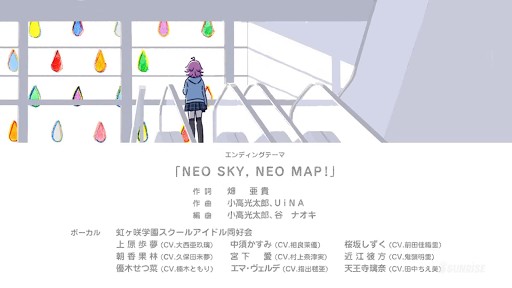 エンディングテーマ
「NEO SKY, NEO MAP!」
作詞 畑 亜貴
作曲 小高光太郎、UiNA
編曲 小高光太郎、谷 ナオキ
ボーカル 虹ヶ咲学園スクールアイドル同好会
上原歩夢(CV.大西亜玖璃) 中須かすみ(CV.相良茉優) 桜坂しずく(CV.前田佳織里)
朝香果林(CV.久保田未夢) 宮下 愛(CV.村上奈津実) 近江彼方(CV.鬼頭明里)
優木せつ菜(CV.楠木ともり) エマ・ヴェルデ(CV.指出毬亜) 天王寺璃奈(CV.田中ちえ美)